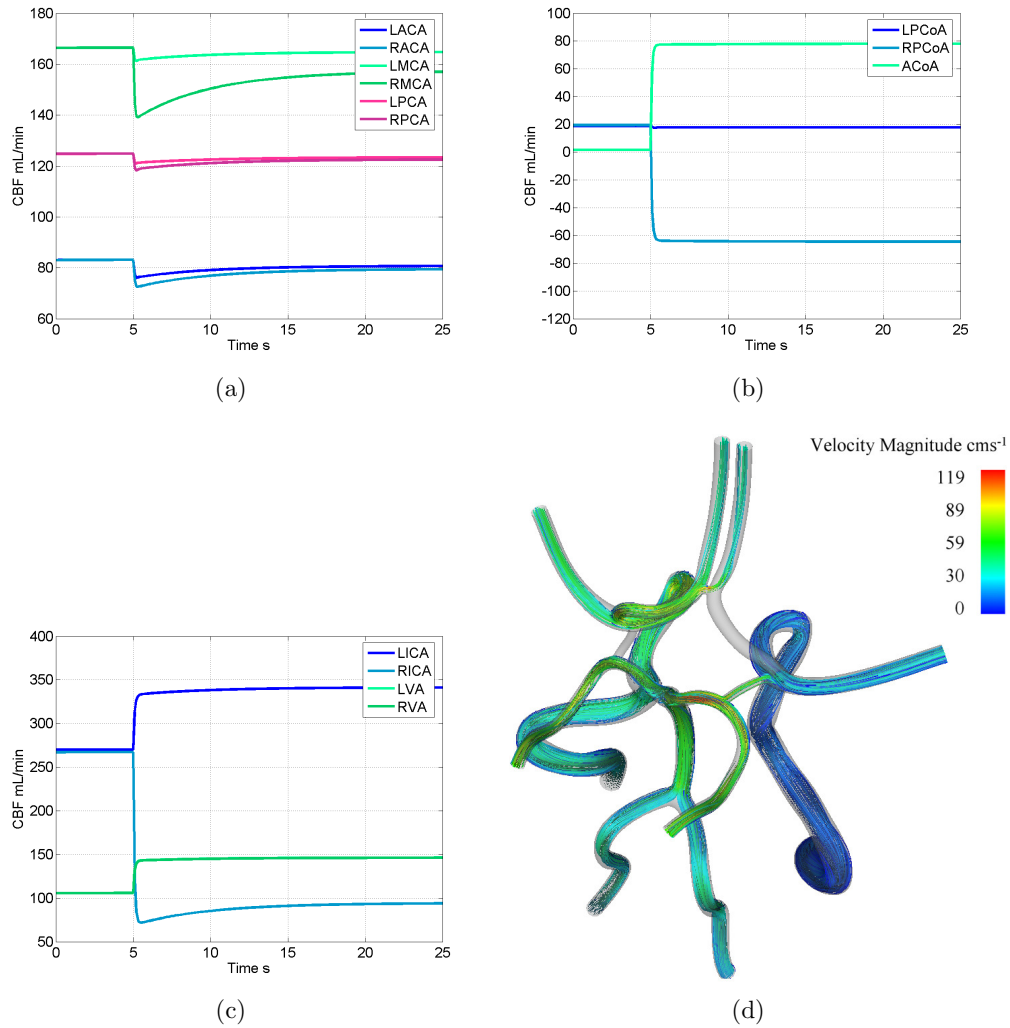 180
160
140
120
100
80
60
0 5 10 15 20 25
CBF mL/min
Time s
LACA
RACA
LMCA
RMCA
LPCA
RPCA
(a)
100
80
60
40
20
0
-20
-40
-60
-80
-100
-120
0 5 10 15 20 25
CBF mL/min
Time s
LPCoA
RPCoA
ACoA
(b)
400
350
300
250
200
150
100
50
0 5 10 15 20 25
CBF mL/min
Time s
LICA
RICA
LVA
RVA
(c)
Velocity Magnitude cms-1
119
89
59
30
0
(d)